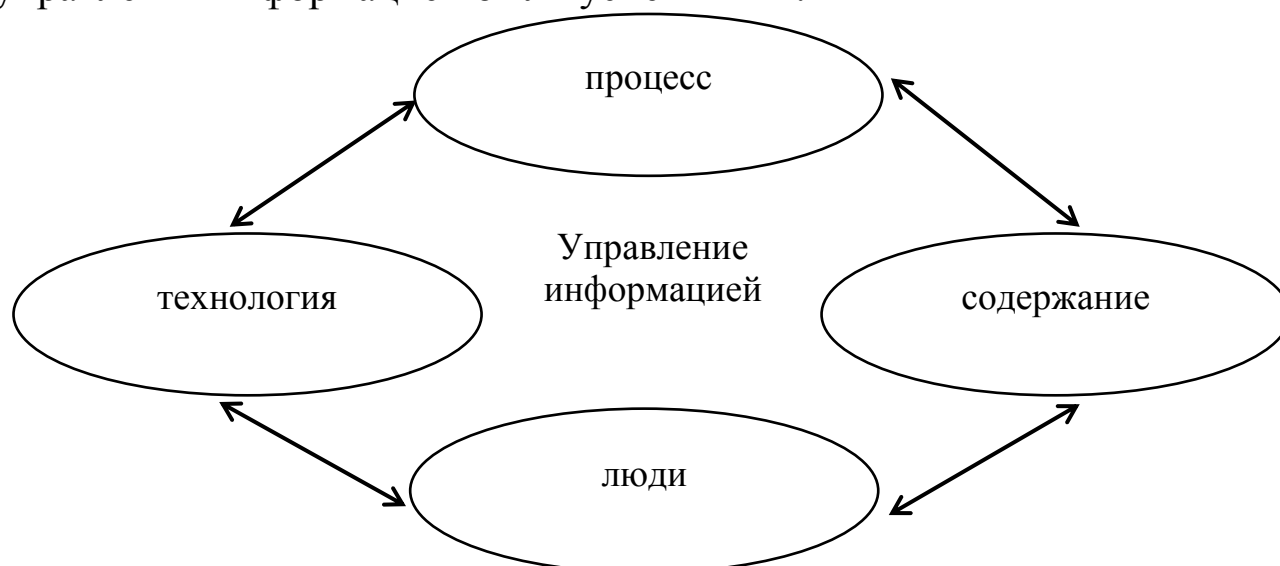 процесс
Управление
информацией
технология
содержание
люди